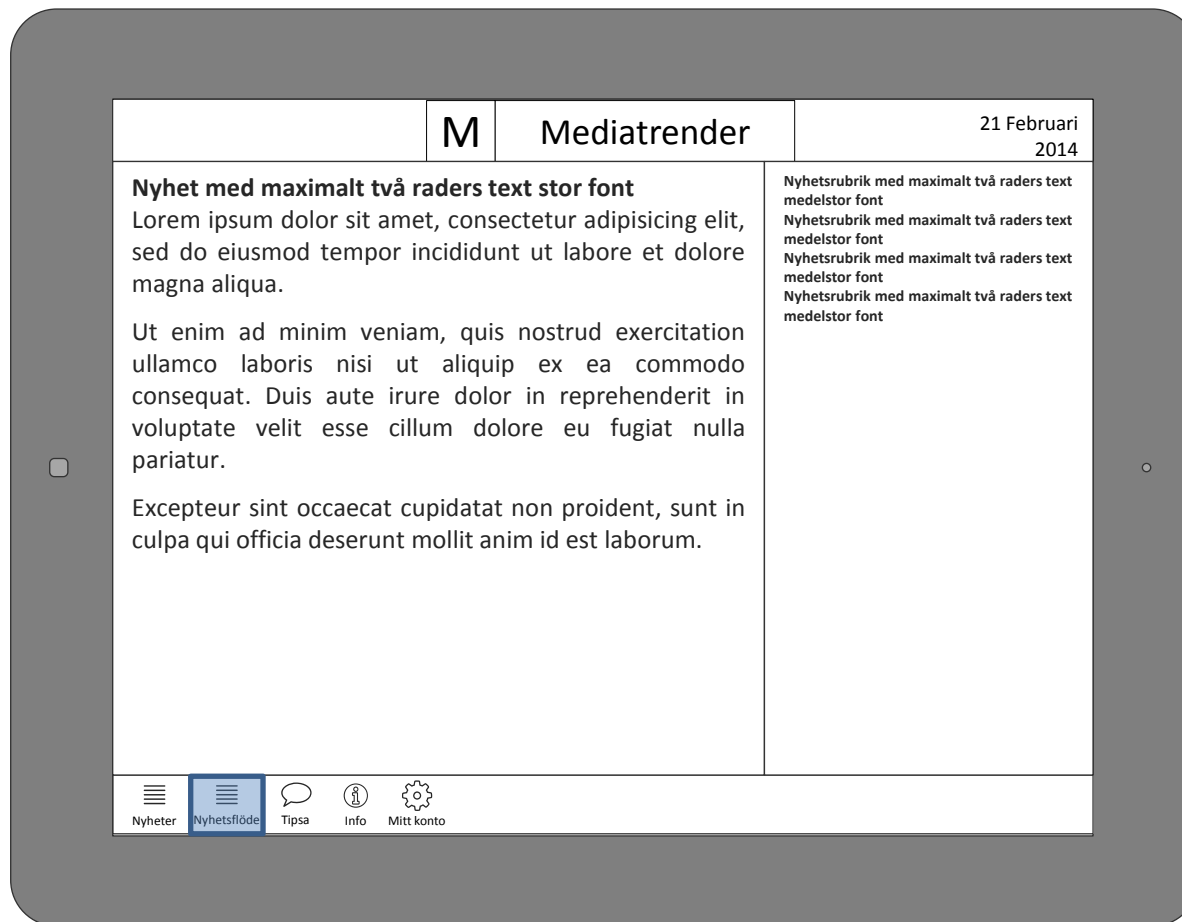 M Mediatrender
21 Februari
2014
Nyhet med maximalt två raders text stor font
Lorem ipsum dolor sit amet, consectetur adipisicing elit,
sed do eiusmod tempor incididunt ut labore et dolore
magna aliqua.
Ut enim ad minim veniam, quis nostrud exercitation
ullamco laboris nisi ut aliquip ex ea commodo
consequat. Duis aute irure dolor in reprehenderit in
voluptate velit esse cillum dolore eu fugiat nulla
pariatur.
Excepteur sint occaecat cupidatat non proident, sunt in
culpa qui officia deserunt mollit anim id est laborum.
Nyhetsrubrik med maximalt två raders text
medelstor font
Nyhetsrubrik med maximalt två raders text
medelstor font
Nyhetsrubrik med maximalt två raders text
medelstor font
Nyhetsrubrik med maximalt två raders text
medelstor font
Nyheter Nyhetsflöde Tipsa Info Mitt konto